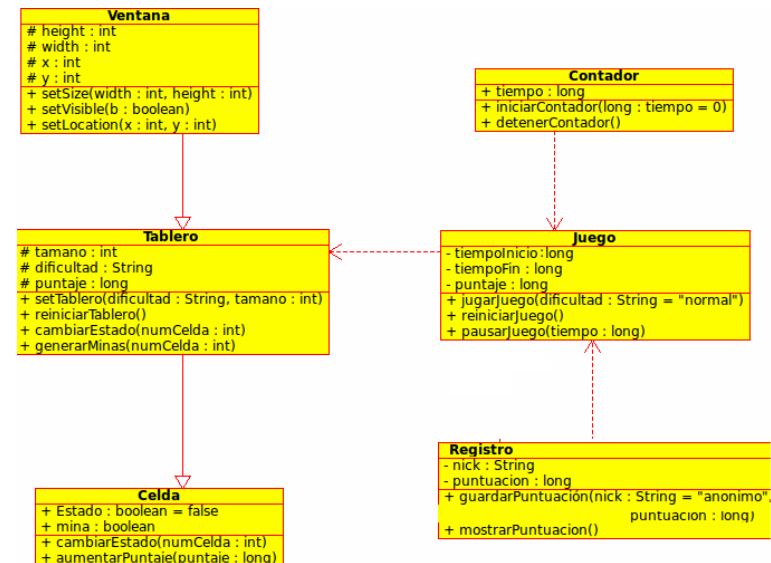 Ventana
# height : int
# width : int
# x : int
# y : int
+ setSize(width : int, height : int)
+ setVisible(b : boolean)
+ setLocation(x : int, y : int)
Contador
+ tiempo : long
+ iniciarContador(long : tiempo = 0)
+ detenerContador()
Tablero
# tamano : int
# dificultad : String
# puntaje : long
+ setTablero(dificultad : String, tamano : int)
+ reiniciarTablero()
+ cambiarEstado(numCelda : int)
+ generarMinas(numCelda : int)
Juego
- tiempoInicio:long
- tiempoFin : long
- puntaje : long
+ jugarJuego(dificultad : String = "normal")
+ reiniciarJuego()
+ pausarJuego(tiempo : long)
Celda
+ Estado : boolean = false
+ mina : boolean
+ cambiarEstado(numCelda : int)
+ aumentarPuntaje(puntaje : long)
Registro
- nick : String
- puntuacion : long
+ guardarPuntuación(nick : String = "anonimo",
puntuacion : long)
+ mostrarPuntuacion()